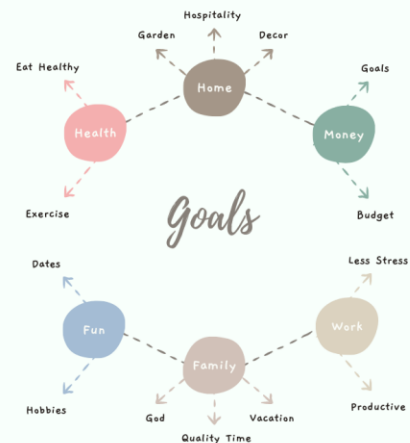 Hospitality
Garden
Decor
Eat Healthy
Goals
Home
Health
Money
Exercise
Budget
Goals
Dates
Less Stress
Fun
Work
Family
Hobbies
Productive
God
Vacation
Quality Time